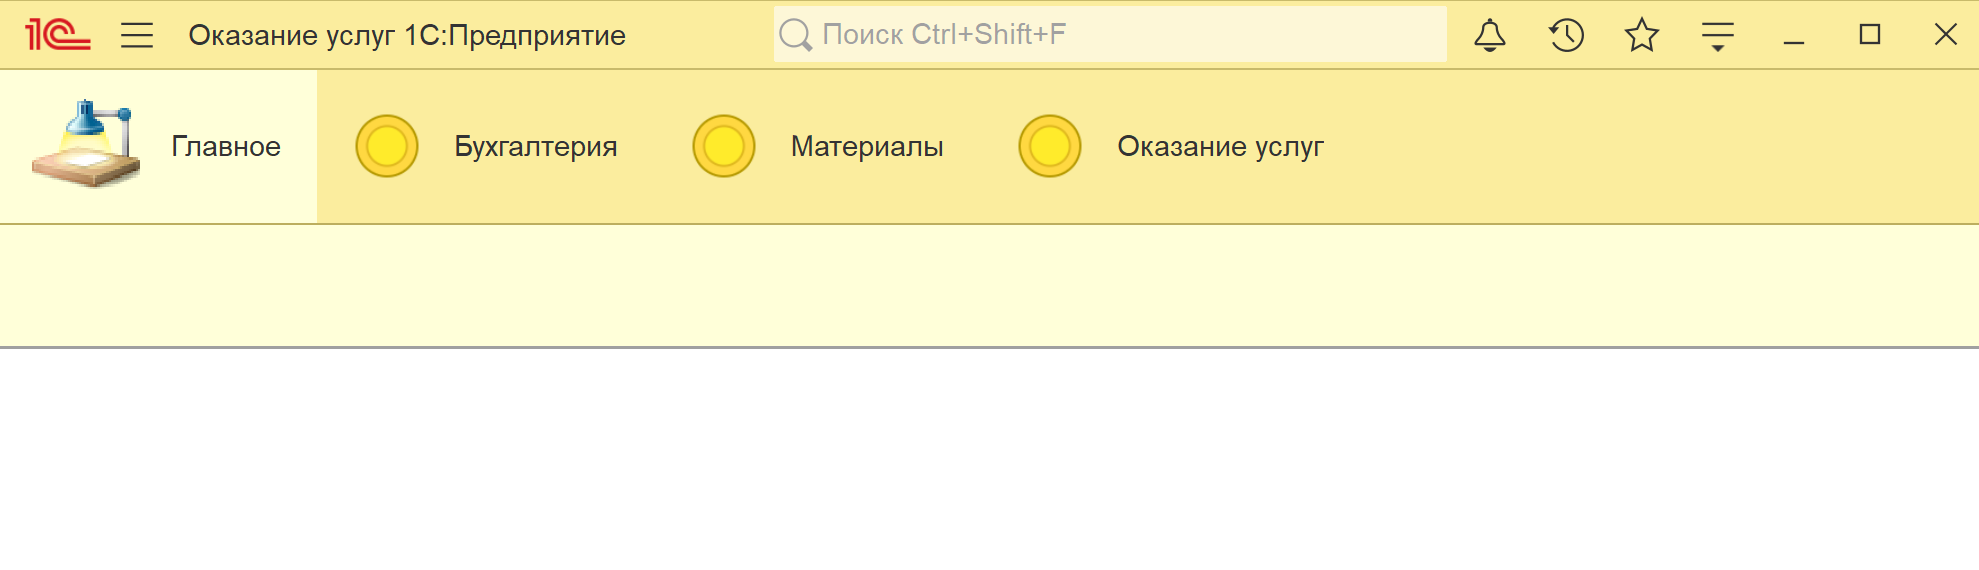 1С Оказание услуг 1С:Предприятие Поиск Ctrl+Shift+F
Главное Бухгалтерия Материалы Оказание услуг